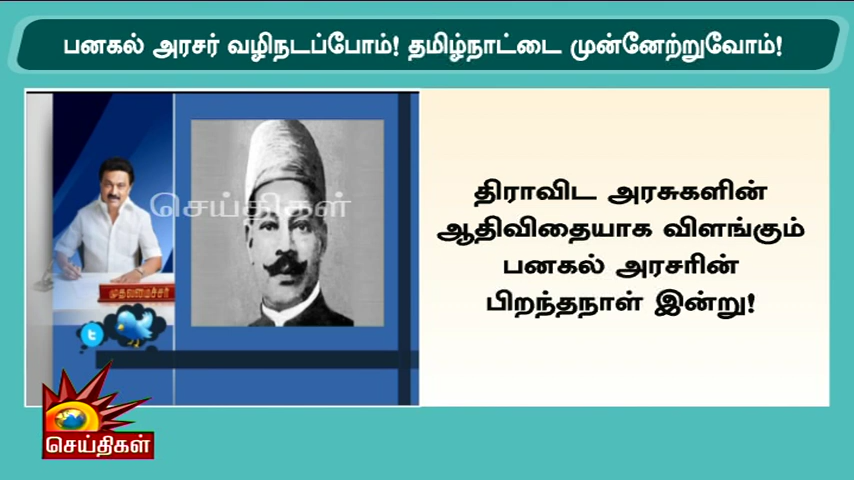 பனகல் அரசர் வழிநடப்போம்! தமிழ்நாட்டை முன்னேற்றுவோம்!
செய்திகள்
முதலமைச்சர்
திராவிட அரசுகளின்
ஆதிவிதையாக விளங்கும்
பனகல் அரசரின்
பிறந்தநாள் இன்று!
செய்திகள்